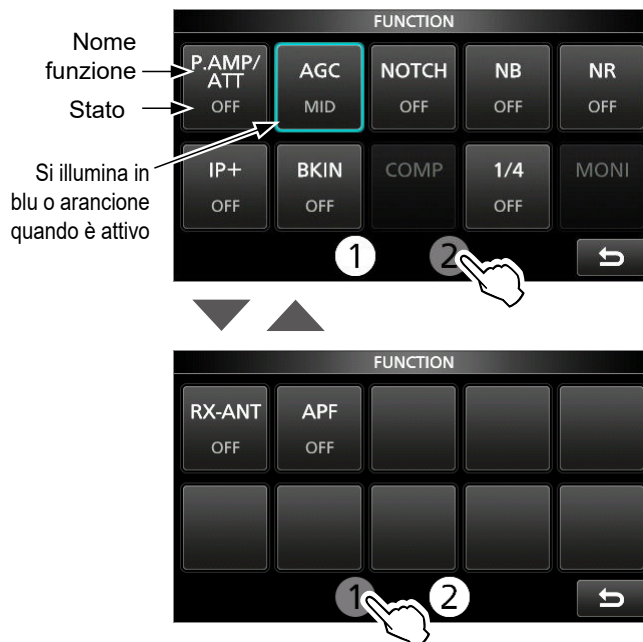 Nome
funzione
Stato
Si illumina in
blu o arancione
quando è attivo
FUNCTION
P.AMP/
ATT
OFF
AGC
MID
NOTCH
OFF
NB
OFF
NR
OFF
IP+
OFF
BKIN
OFF
COMP
1/4
OFF
MONI
1
2
FUNCTION
RX-ANT
OFF
APF
OFF
1
2